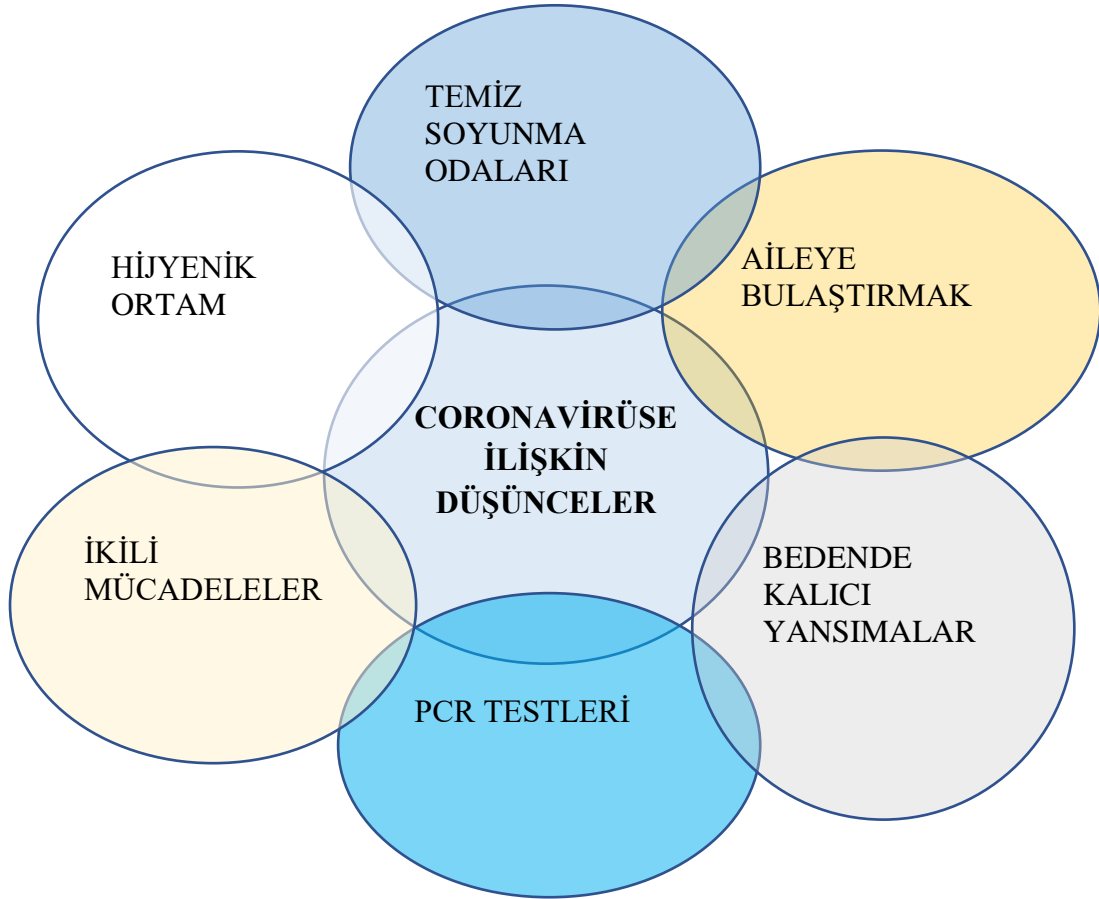 TEMİZ
SOYUNMA
ODALARI
HİJYENİK
ORTAM
AİLEYE
BULAŞTIRMAK
CORONAVİRÜSE
İLİŞKİN
DÜŞÜNCELER
İKİLİ
MÜCADELELER
BEDENDE
KALICI
YANSIMALAR
PCR TESTLERİ